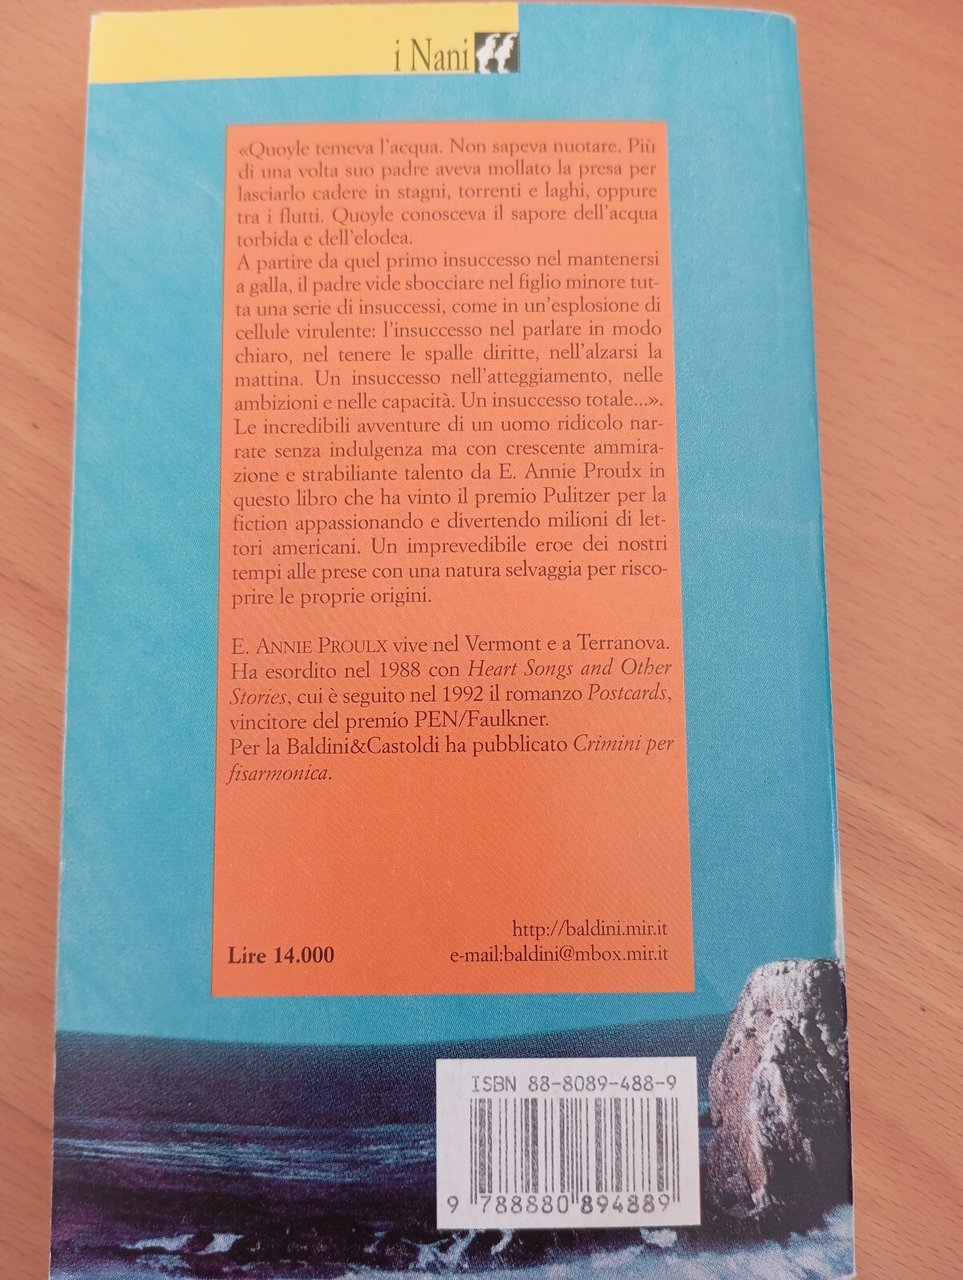 i Nani
«Quoyle temeva l'acqua. Non sapeva nuotare. Più
di una volta suo padre aveva mollato la presa per
lasciarlo cadere in stagni, torrenti e laghi, oppure
tra i flutti. Quoyle conosceva il sapore dell'acqua
torbida e dell'elodea.
A partire da quel primo insuccesso nel mantenersi
a galla, il padre vide sbocciare nel figlio minore tut-
ta una serie di insuccessi, come in un'esplosione di
cellule virulente: l'insuccesso nel parlare in modo
chiaro, nel tenere le spalle diritte, nell'alzarsi la
mattina. Un insuccesso nell'atteggiamento, nelle
ambizioni e nelle capacità. Un insuccesso totale...».
Le incredibili avventure di un uomo ridicolo nar-
rate senza indulgenza ma con crescente ammira-
zione e strabiliante talento da E. Annie Proulx in
questo libro che ha vinto il premio Pulitzer per la
fiction appassionando e divertendo milioni di let-
tori americani. Un imprevedibile eroe dei nostri
tempi alle prese con una natura selvaggia per risco-
prire le proprie origini.
E. ANNIE PROULX vive nel Vermont e a Terranova.
Ha esordito nel 1988 con Heart Songs and Other
Stories, cui è seguito nel 1992 il romanzo Postcards,
vincitore del premio PEN/Faulkner.
Per la Baldini&Castoldi ha pubblicato Crimini per
fisarmonica.
http://baldini.mir.it
Lire 14.000 e-mail:baldini@mbox.mir.it
ISBN 88-8089-488-9
9 788880 894889